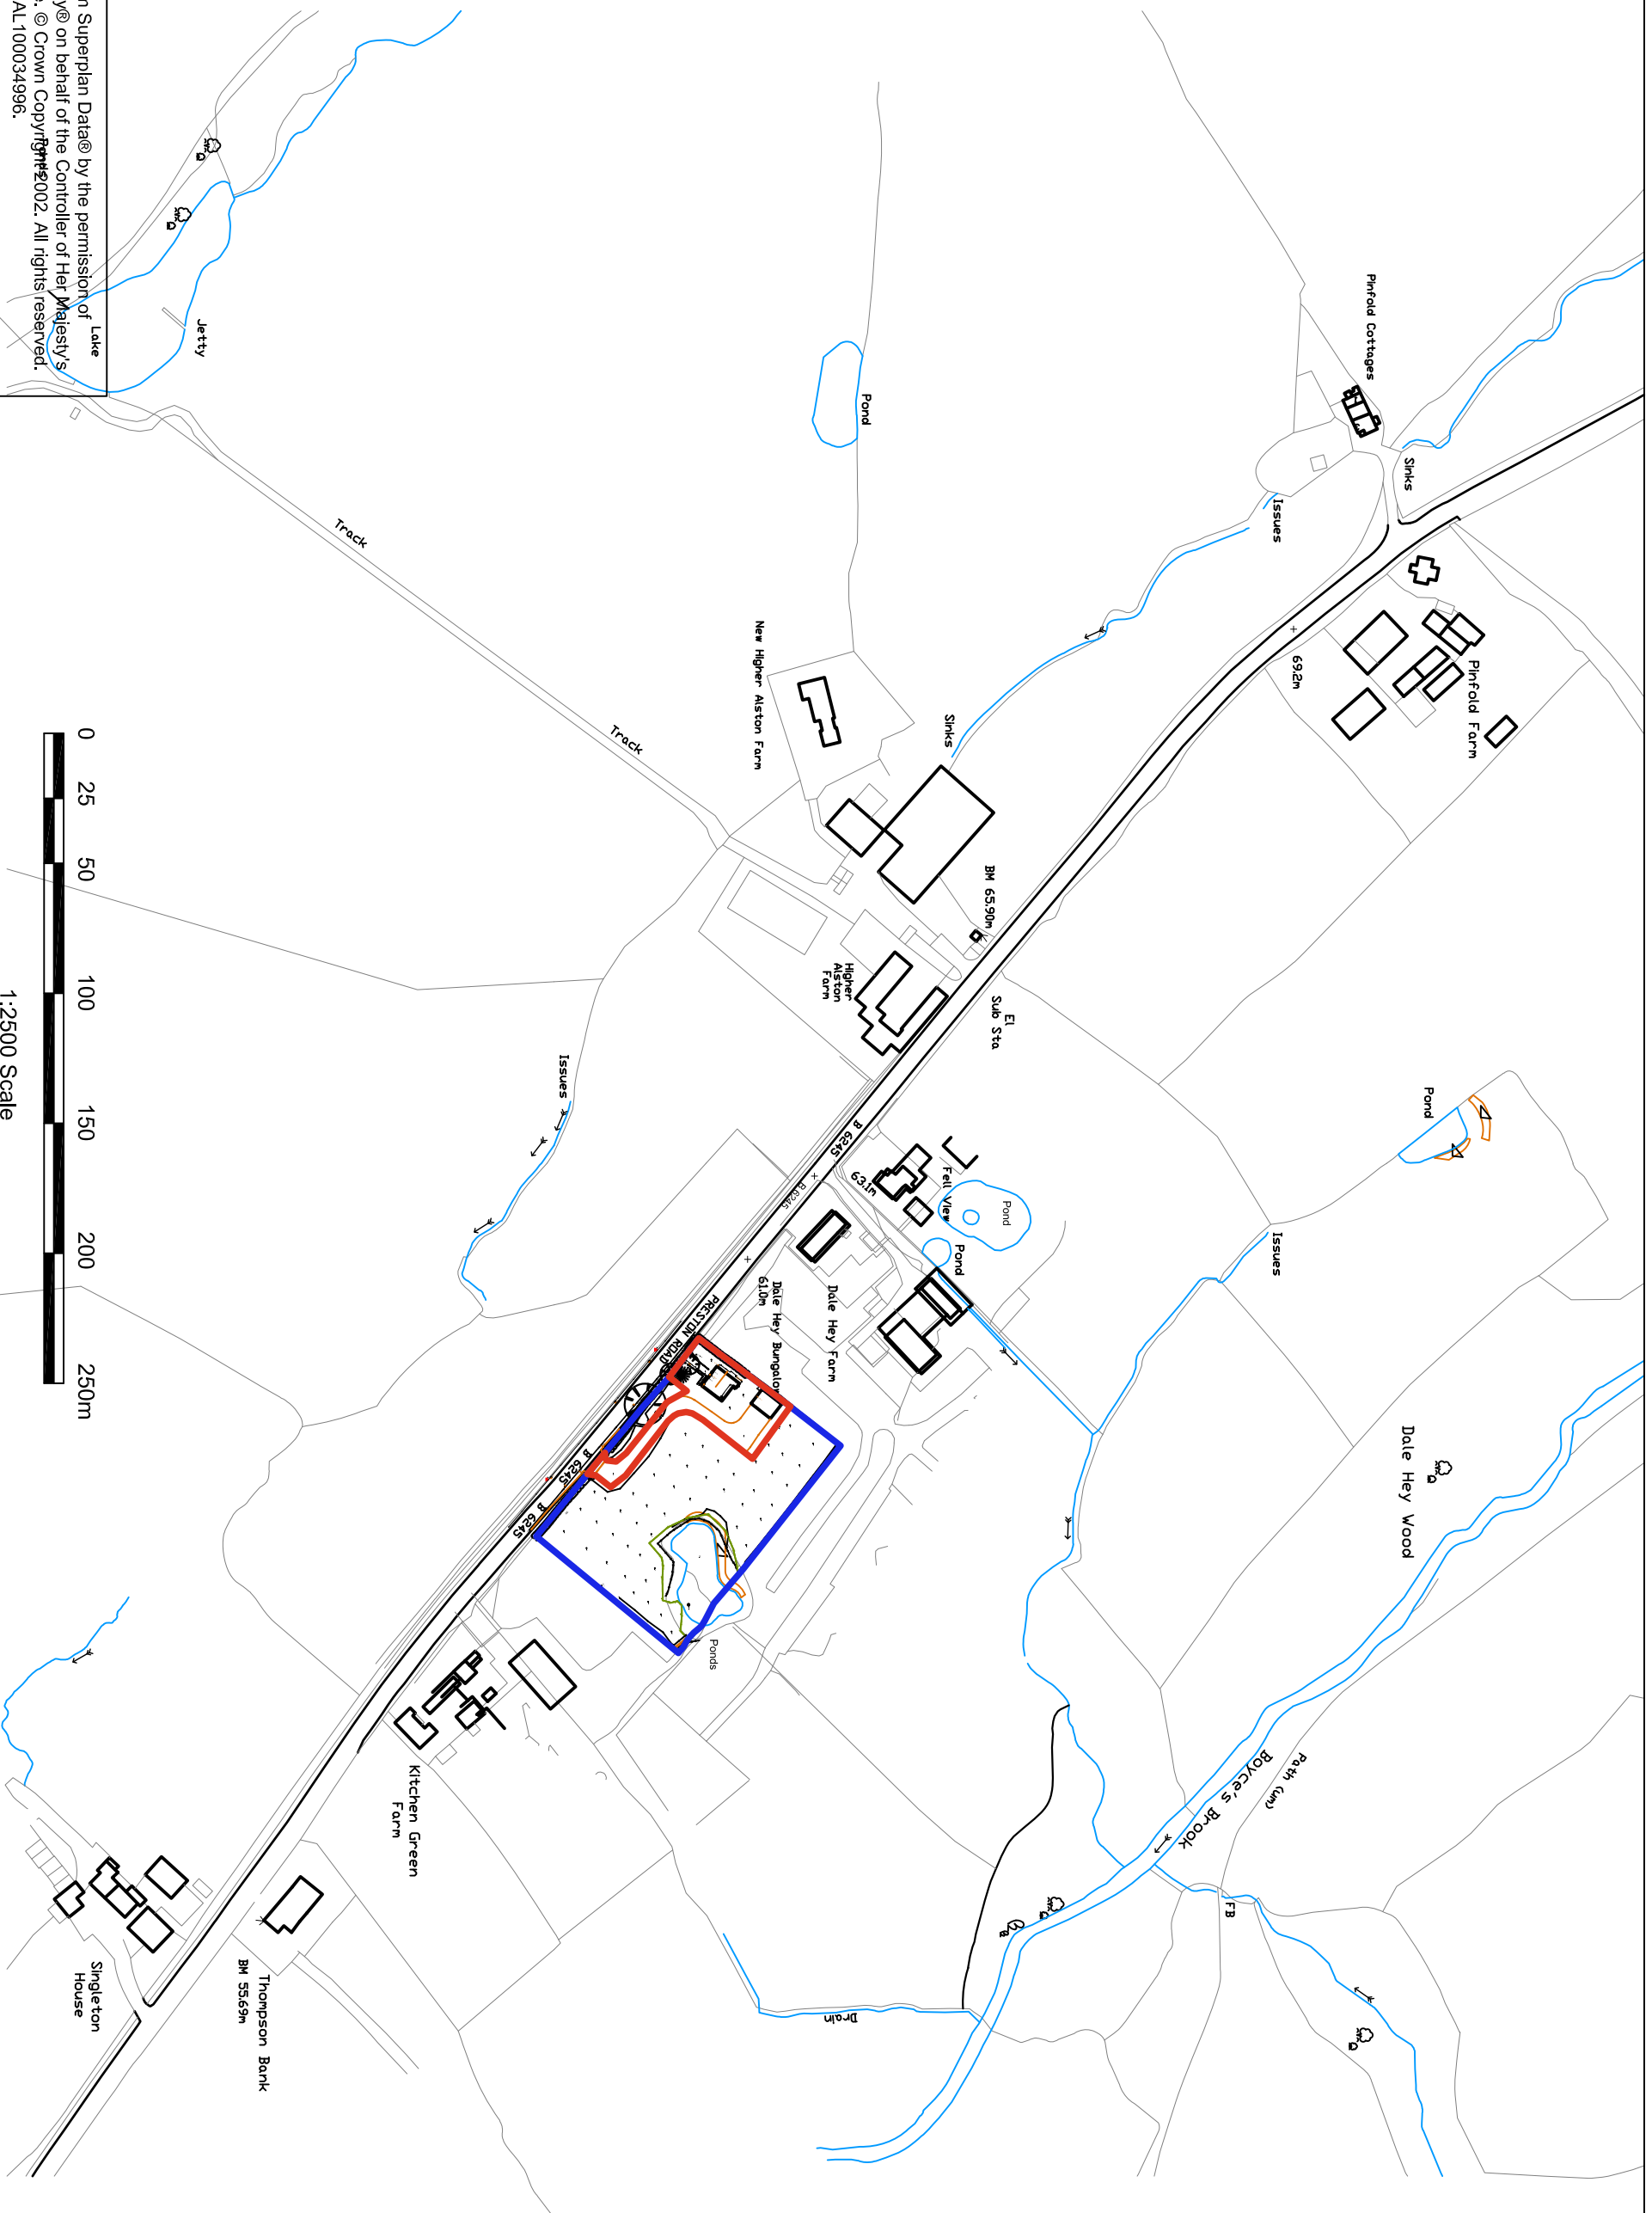 n Superplan Data® by the permission of
y® on behalf of the Controller of Her Majesty's
e. © Crown Copyright 2002. All rights reserved.
AL100034996.
Ponds
Lake
Jetty
Track
Track
Pond
Pinfold Cottages
Sinks
Issues
69.2m
Pinfold Farm
New Higher Alston Farm
Sinks
BM 65.90m
El
Sub Sta
Higher
Alston
Farm
Issues
Pond
Issues
B 6245
B 6245
63.1m
Fell View
Pond
Pond
Dale Hey Farm
Dale Hey Bungalow
61.0m
PRESTON ROAD
B 6245
B 6245
Ponds
Dale Hey Wood
Path (um)
Boyce's Brook
FB
Drain
Kitchen Green
Farm
Thompson Bank
BM 55.69m
Singleton
House
0 25 50 100 150 200 250m
1:2500 Scale